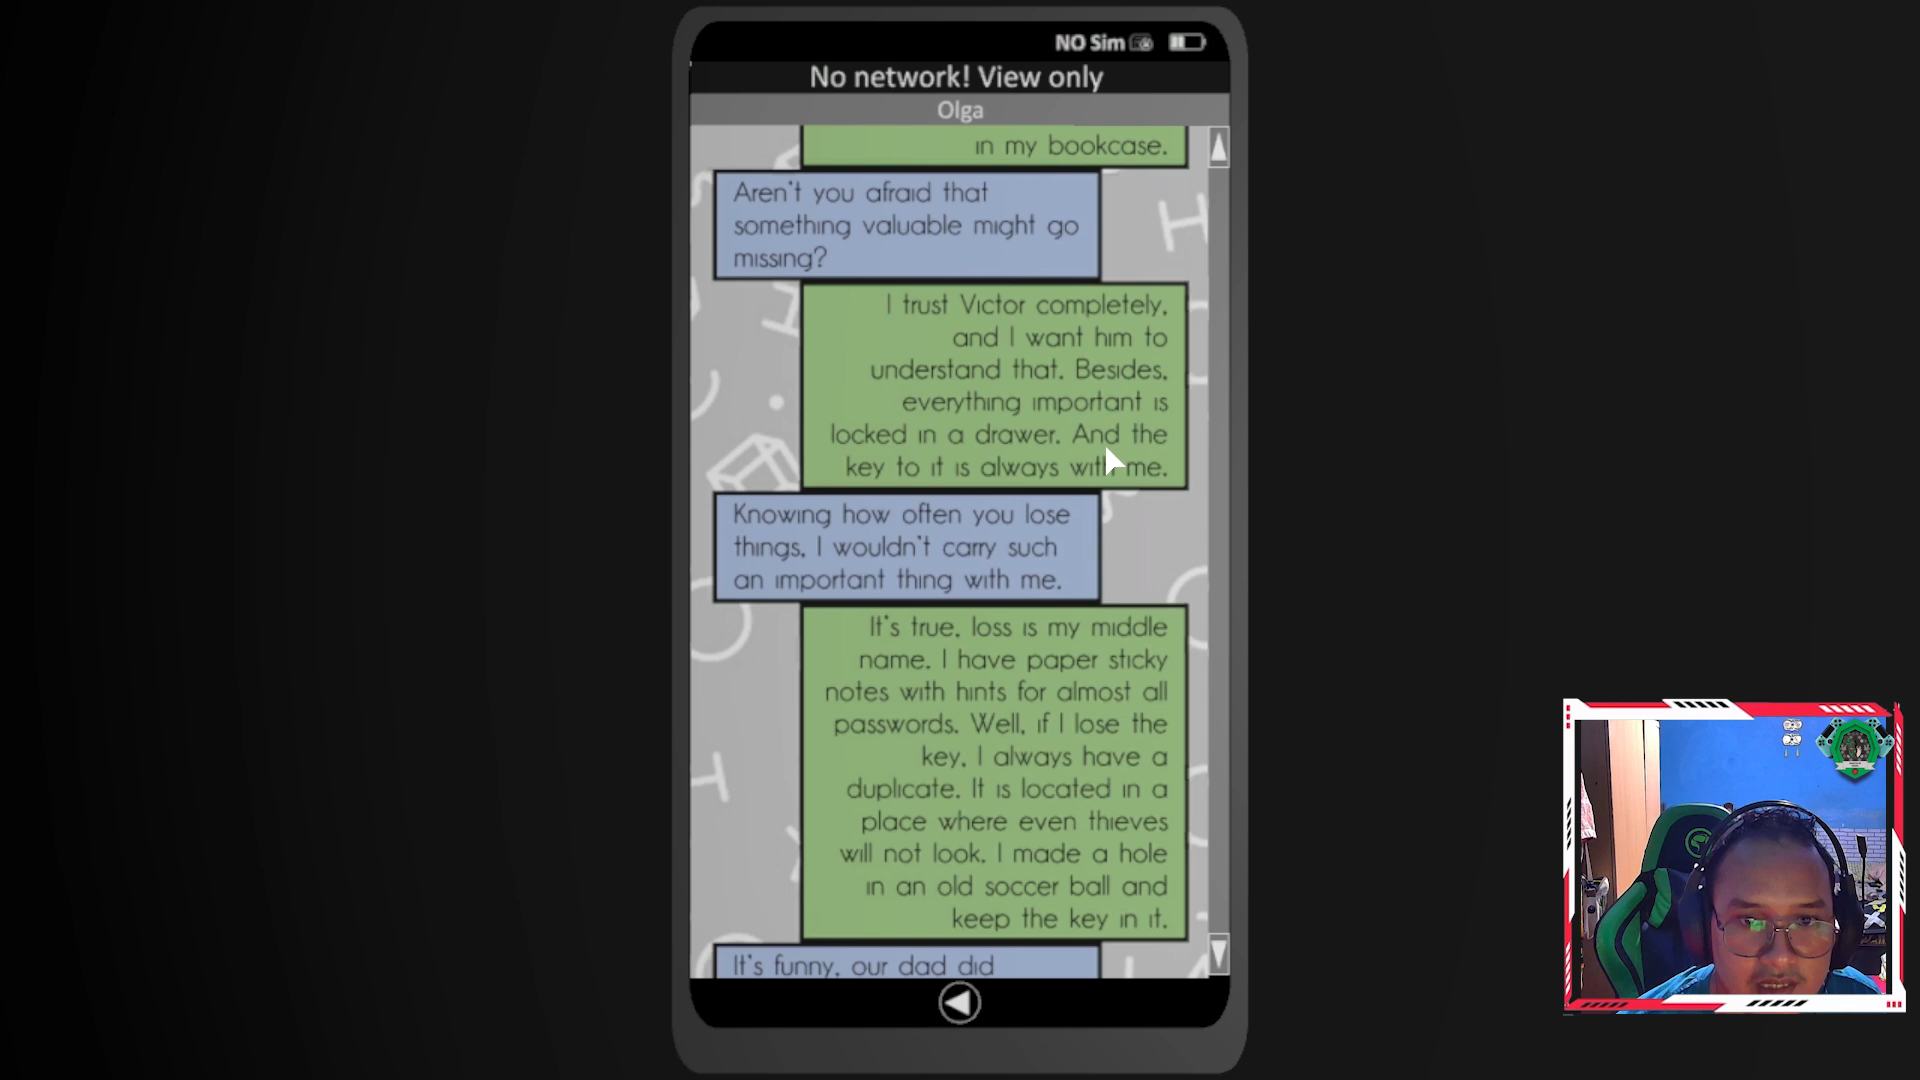 NO Sim
No network! View only
Olga
in my bookcase.
Aren't you afraid that
something valuable might go
missing?
I trust Victor completely,
and I want him to
understand that. Besides,
everything important is
locked in a drawer. And the
key to it is always with me.
Knowing how often you lose
things, I wouldn't carry such
an important thing with me.
It's true, loss is my middle
name. I have paper sticky
notes with hints for almost all
passwords. Well, if I lose the
key, I always have a
duplicate. It is located in a
place where even thieves
will not look. I made a hole
in an old soccer ball and
keep the key in it.
It's funny, our dad did